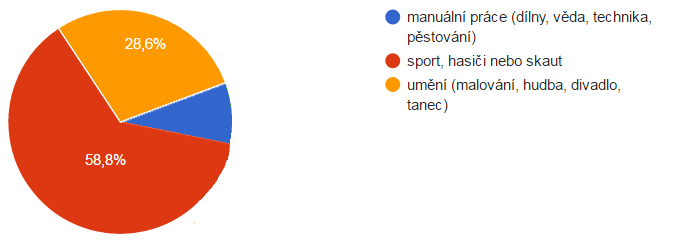 28,6%
58,8%
manuální práce (dílny, věda, technika,
pěstování)
sport, hasiči nebo skaut
umění (malování, hudba, divadlo,
tanec)